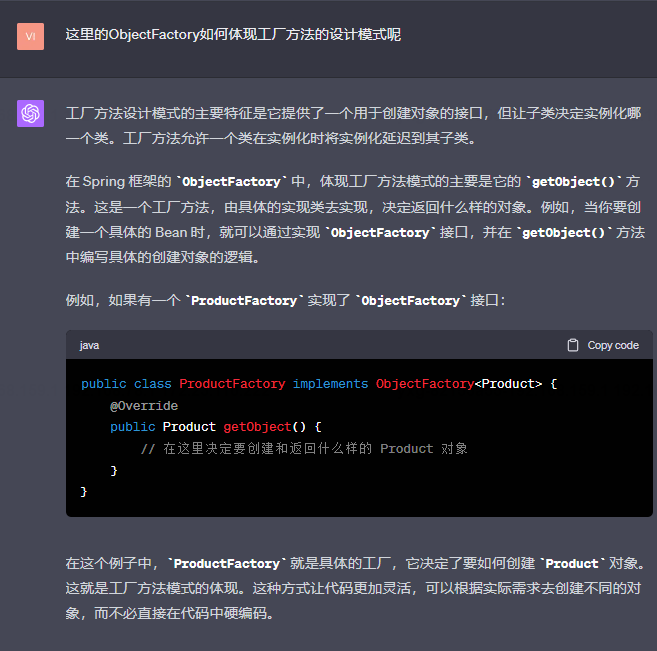 VI
这里的ObjectFactory如何体现工厂方法的设计模式呢
工厂方法设计模式的主要特征是它提供了一个用于创建对象的接口，但让子类决定实例化哪
一个类。工厂方法允许一个类在实例化时将实例化延迟到其子类。
在 Spring 框架的 `ObjectFactory` 中，体现工厂方法模式的主要是它的 `getObject()` 方
法。这是一个工厂方法，由具体的实现类去实现，决定返回什么样的对象。例如，当你要创
建一个具体的 Bean 时，就可以通过实现 `ObjectFactory` 接口，并在 `getObject()` 方法
中编写具体的创建对象的逻辑。
例如，如果有一个 `ProductFactory` 实现了 `ObjectFactory` 接口：
java
Copy code
public class ProductFactory implements ObjectFactory<Product> {
@Override
public Product getObject() {
// 在这里决定要创建和返回什么样的 Product 对象
}
}
在这个例子中，`ProductFactory` 就是具体的工厂，它决定了要如何创建 `Product` 对象。
这就是工厂方法模式的体现。这种方式让代码更加灵活，可以根据实际需求去创建不同的对
象，而不必直接在代码中硬编码。